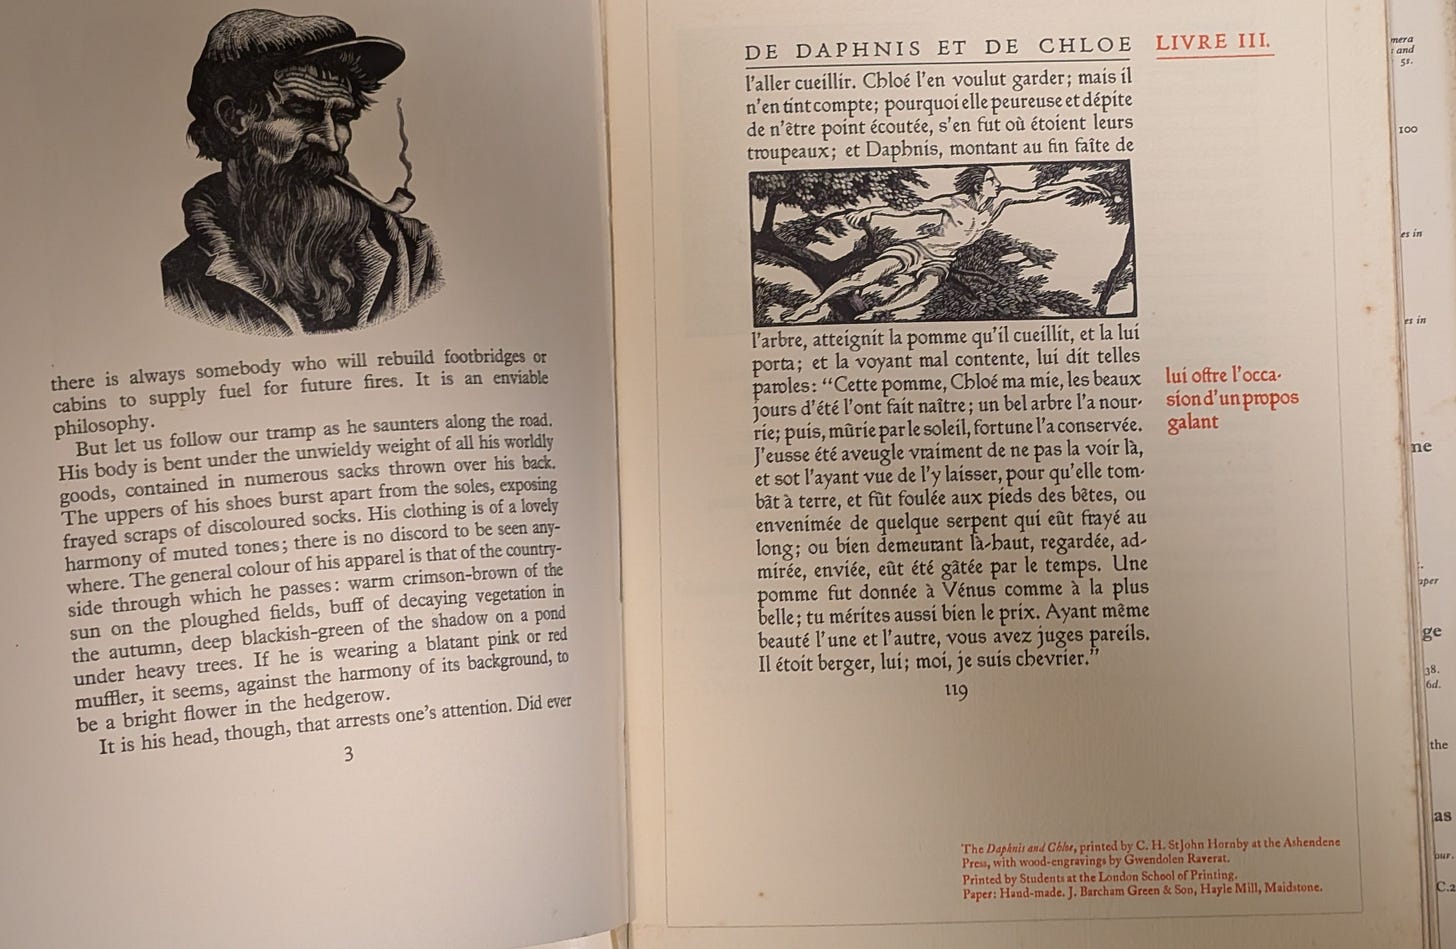 there is always somebody who will rebuild footbridges or
cabins to supply fuel for future fires. It is an enviable
philosophy.
But let us follow our tramp as he saunters along the road.
His body is bent under the unwieldy weight of all his worldly
goods, contained in numerous sacks thrown over his back.
The uppers of his shoes burst apart from the soles, exposing
frayed scraps of discoloured socks. His clothing is of a lovely
harmony of muted tones; there is no discord to be seen any-
where. The general colour of his apparel is that of the country-
side through which he passes: warm crimson-brown of the
sun on the ploughed fields, buff of decaying vegetation in
the autumn, deep blackish-green of the shadow on a pond
under heavy trees. If he is wearing a blatant pink or red
muffler, it seems, against the harmony of its background, to
be a bright flower in the hedgerow.
It is his head, though, that arrests one's attention. Did ever
3
DE DAPHNIS ET DE CHLOE LIVRE III.
l'aller cueillir. Chloé l'en voulut garder; mais il
n'en tint compte; pourquoi elle peureuse et dépite
de n'être point écoutée, s'en fut où étoient leurs
troupeaux; et Daphnis, montant au fin faîte de
l'arbre, atteignit la pomme qu'il cueillit, et la lui
porta; et la voyant mal contente, lui dit telles
paroles: "Cette pomme, Chloé ma mie, les beaux
jours d'été l'ont fait naître; un bel arbre l'a nour-
rie; puis, mûrie par le soleil, fortune l'a conservée.
J'eusse été aveugle vraiment de ne pas la voir là,
et sot l'ayant vue de l'y laisser, pour qu'elle tom-
bât à terre, et fût foulée aux pieds des bêtes, ou
envenimée de quelque serpent qui eût frayé au
long; ou bien demeurant là-haut, regardée, ad-
mirée, enviée, eût été gâtée par le temps. Une
pomme fut donnée à Vénus comme à la plus
belle; tu mérites aussi bien le prix. Ayant même
beauté l'une et l'autre, vous avez juges pareils.
Il étoit berger, lui; moi, je suis chevrier."
lui offre l'occa-
sion d'un propos
galant
119
The Daphnis and Chloe, printed by C. H. StJohn Hornby at the Ashendene
Press, with wood-engravings by Gwendolen Raverat.
Printed by Students at the London School of Printing.
Paper: Hand-made. J. Barcham Green & Son, Hayle Mill, Maidstone.
mera
and
5s.
100
es in
es in
ne
aper
ge
38.
6d.
the
as
our.
C.2